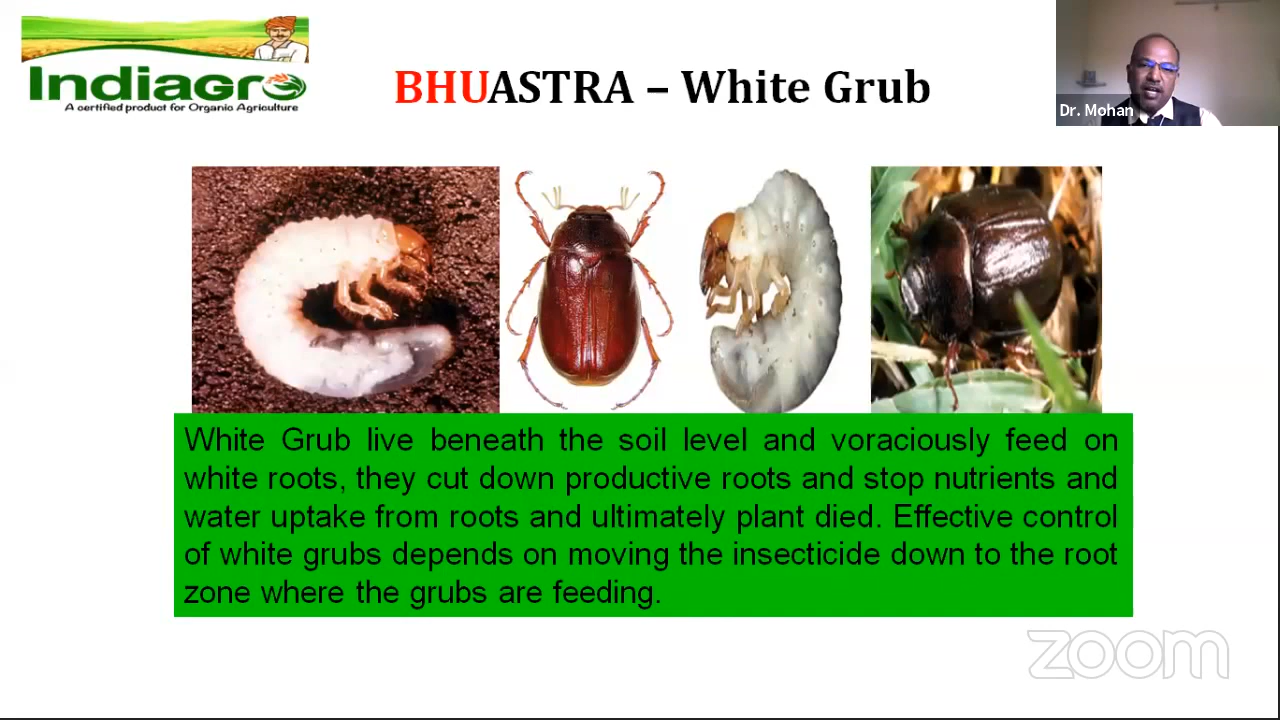 Indiagro
A certified product for Organic Agriculture
BHUASTRA – White Grub
Dr. Mohan
White Grub live beneath the soil level and voraciously feed on
white roots, they cut down productive roots and stop nutrients and
water uptake from roots and ultimately plant died. Effective control
of white grubs depends on moving the insecticide down to the root
zone where the grubs are feeding.
zoom